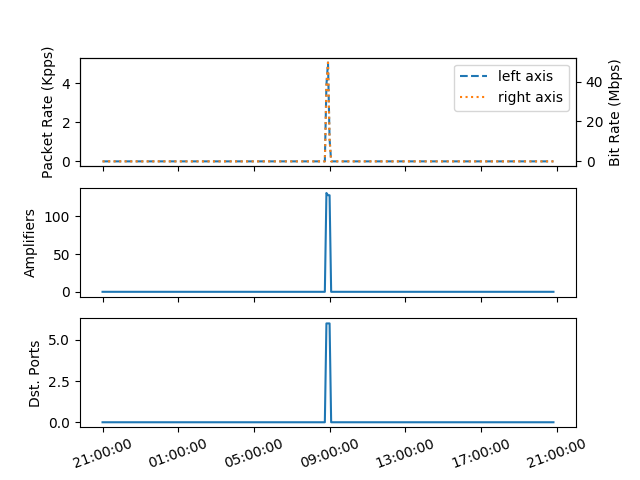 Packet Rate (Kpps)
4
2
0
left axis
right axis
40
20
0
Bit Rate (Mbps)
Amplifiers
100
50
0
Dst. Ports
5.0
2.5
0.0
21:00:00 01:00:00 05:00:00 09:00:00 13:00:00 17:00:00 21:00:00